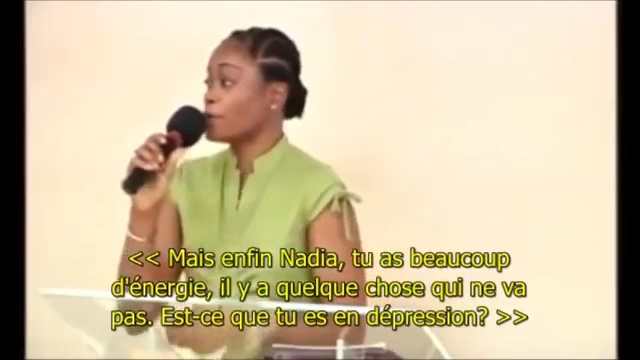 << Mais enfin Nadia, tu as beaucoup
d'énergie, il y a quelque chose qui ne va
pas. Est-ce que tu es en dépression? >>